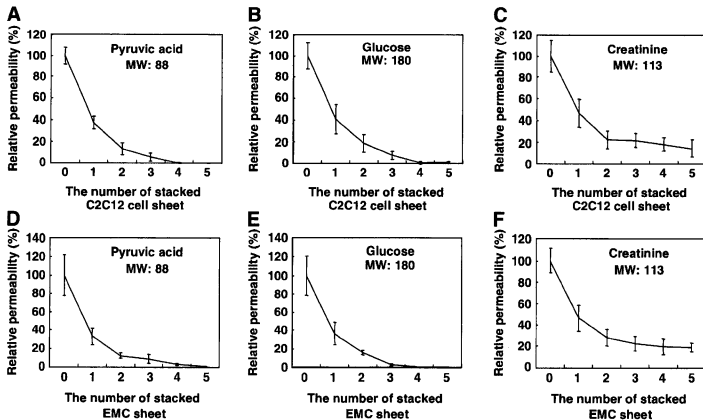 A
Relative permeability (%)
120
100
80
60
40
20
0
Pyruvic acid
MW: 88
0 1 2 3 4 5
The number of stacked
C2C12 cell sheet
B
Relative permeability (%)
120
100
80
60
40
20
0
Glucose
MW: 180
0 1 2 3 4 5
The number of stacked
C2C12 cell sheet
C
Relative permeability (%)
120
100
80
60
40
20
0
Creatinine
MW: 113
0 1 2 3 4 5
The number of stacked
C2C12 cell sheet
D
Relative permeability (%)
140
120
100
80
60
40
20
0
Pyruvic acid
MW: 88
0 1 2 3 4 5
The number of stacked
EMC sheet
E
Relative permeability (%)
140
120
100
80
60
40
20
0
Glucose
MW: 180
0 1 2 3 4 5
The number of stacked
EMC sheet
F
Relative permeability (%)
120
100
80
60
40
20
0
Creatinine
MW: 113
0 1 2 3 4 5
The number of stacked
EMC sheet